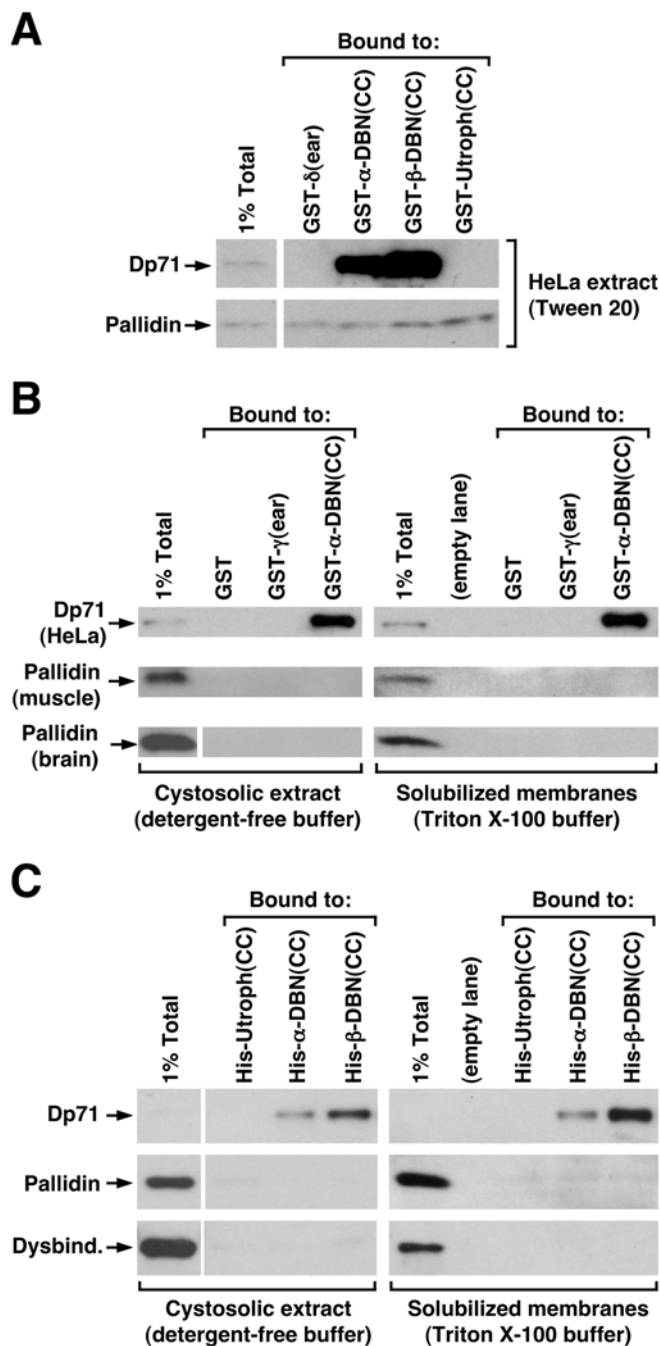 A
Bound to:
1% Total
GST-δ(ear)
GST-α-DBN(CC)
GST-β-DBN(CC)
GST-Utroph(CC)
Dp71
Pallidin
HeLa extract
(Tween 20)
B
Bound to:
Bound to:
1% Total
GST
GST-γ(ear)
GST-α-DBN(CC)
1% Total
(empty lane)
GST
GST-γ(ear)
GST-α-DBN(CC)
Dp71
(HeLa)
Pallidin
(muscle)
Pallidin
(brain)
Cystosolic extract
(detergent-free buffer)
Solubilized membranes
(Triton X-100 buffer)
C
Bound to:
Bound to:
1% Total
His-Utroph(CC)
His-α-DBN(CC)
His-β-DBN(CC)
1% Total
(empty lane)
His-Utroph(CC)
His-α-DBN(CC)
His-β-DBN(CC)
Dp71
Pallidin
Dysbind.
Cystosolic extract
(detergent-free buffer)
Solubilized membranes
(Triton X-100 buffer)